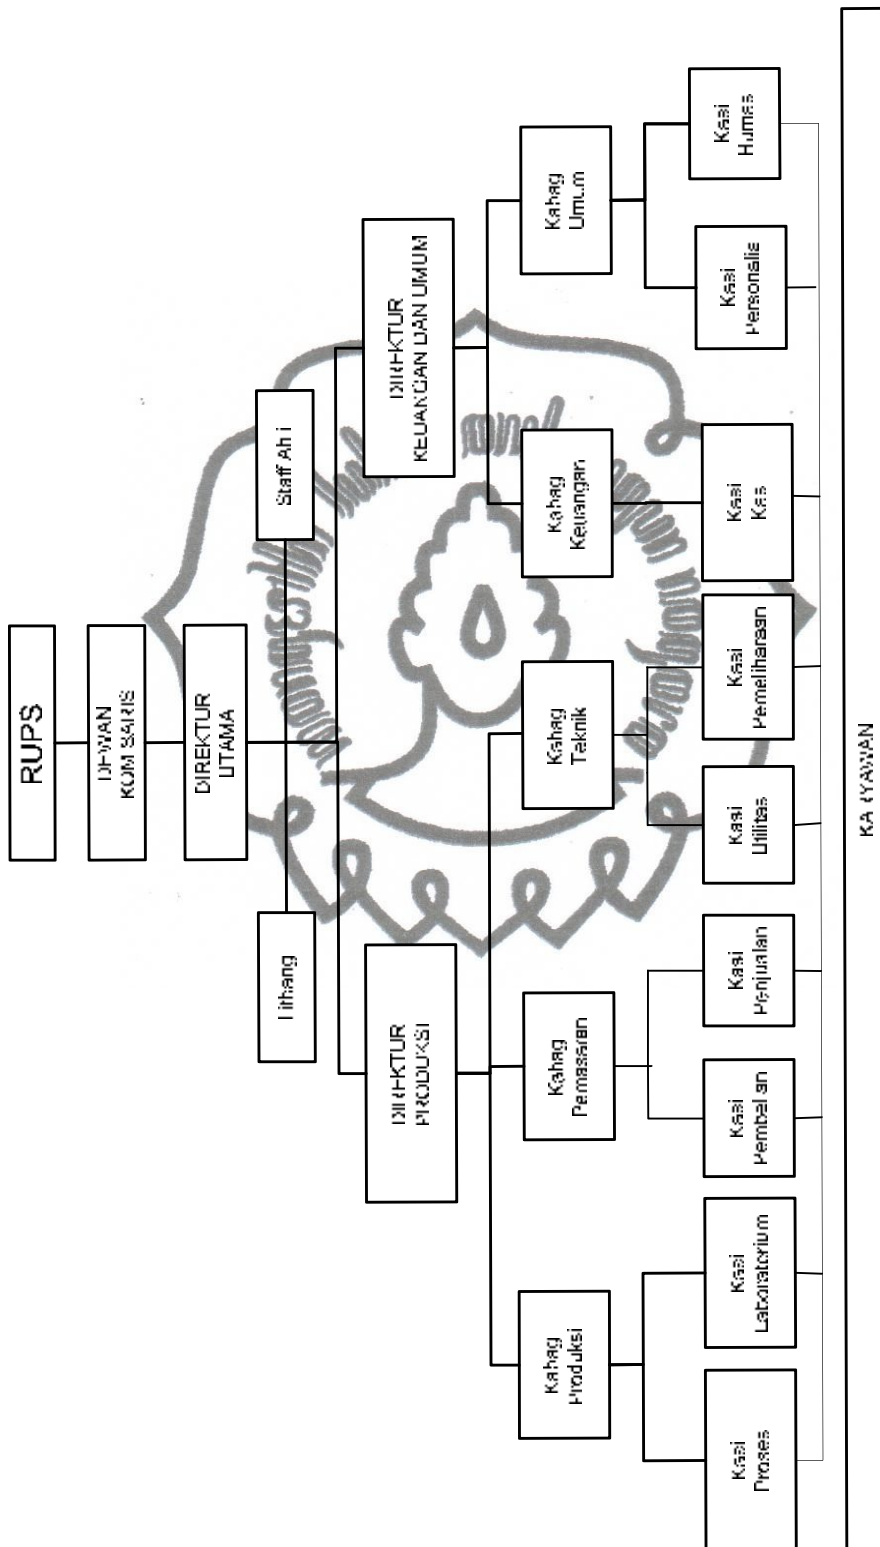 RUPS
DEWAN
KOMISARIS
DIREKTUR
UTAMA
Litbang
Staff Ahli
DIREKTUR
PRODUKSI
DIREKTUR
KEUANGAN DAN UMUM
Kabag
Produksi
Kabag
Pemasaran
Kabag
Teknik
Kabag
Keuangan
Kabag
Umum
Kasi
Proses
Kasi
Laboratorium
Kasi
Pembelian
Kasi
Penjualan
Kasi
Utilitas
Kasi
Pemeliharaan
Kasi
Kas
Kasi
Personalia
Kasi
Humas
KARYAWAN